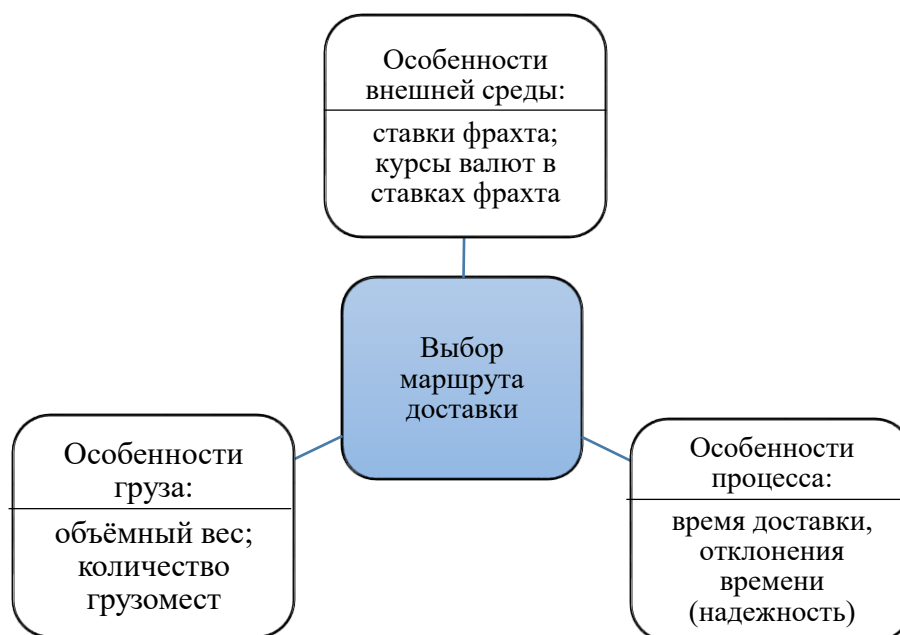 Особенности
внешней среды:
ставки фрахта;
курсы валют в
ставках фрахта
Выбор
маршрута
доставки
Особенности
груза:
объёмный вес;
количество
грузомест
Особенности
процесса:
время доставки,
отклонения
времени
(надежность)